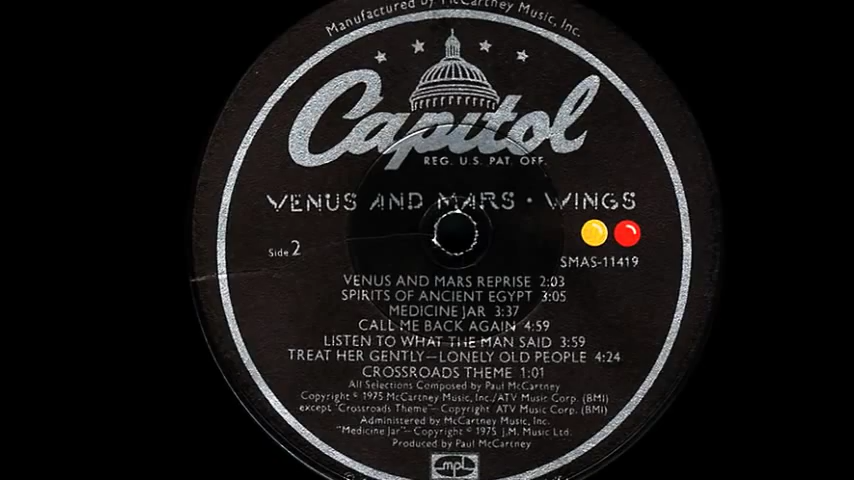 Manufactured by McCartney Music, Inc.
Capitol
REG. U.S. PAT. OFF.
VENUS AND MARS • WINGS
Side 2
SMAS-11419
VENUS AND MARS REPRISE 2:03
SPIRITS OF ANCIENT EGYPT 3:05
MEDICINE JAR 3:37
CALL ME BACK AGAIN 4:59
LISTEN TO WHAT THE MAN SAID 3:59
TREAT HER GENTLY—LONELY OLD PEOPLE 4:24
CROSSROADS THEME 1:01
All Selections Composed by Paul McCartney
Copyright © 1975 McCartney Music, Inc./ATV Music Corp. (BMI)
except "Crossroads Theme"—Copyright ATV Music Corp. (BMI)
Administered by McCartney Music, Inc.
"Medicine Jar"—Copyright © 1975 J.M. Music Ltd.
Produced by Paul McCartney
mpl